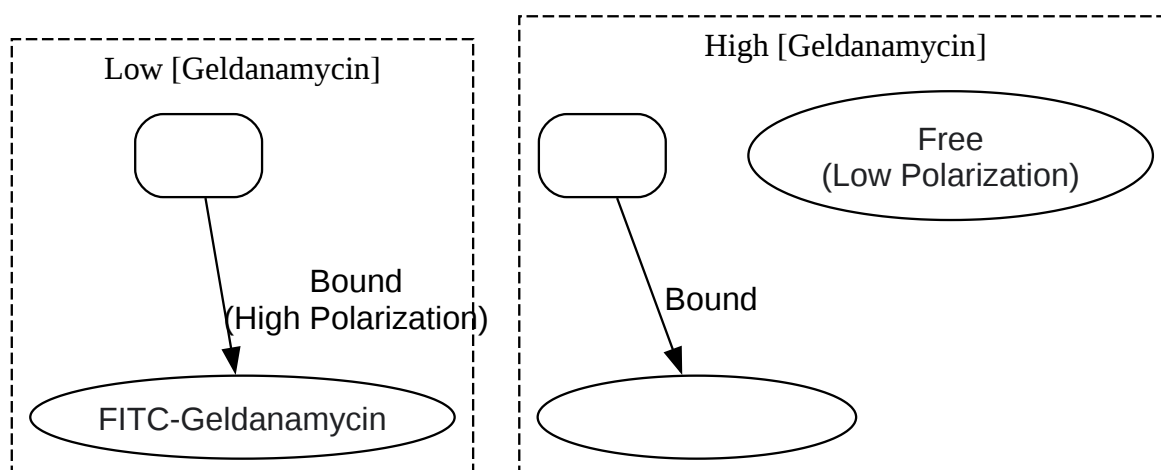 Low [Geldanamycin]
Bound
(High Polarization)
FITC-Geldanamycin
High [Geldanamycin]
Free
(Low Polarization)
Bound